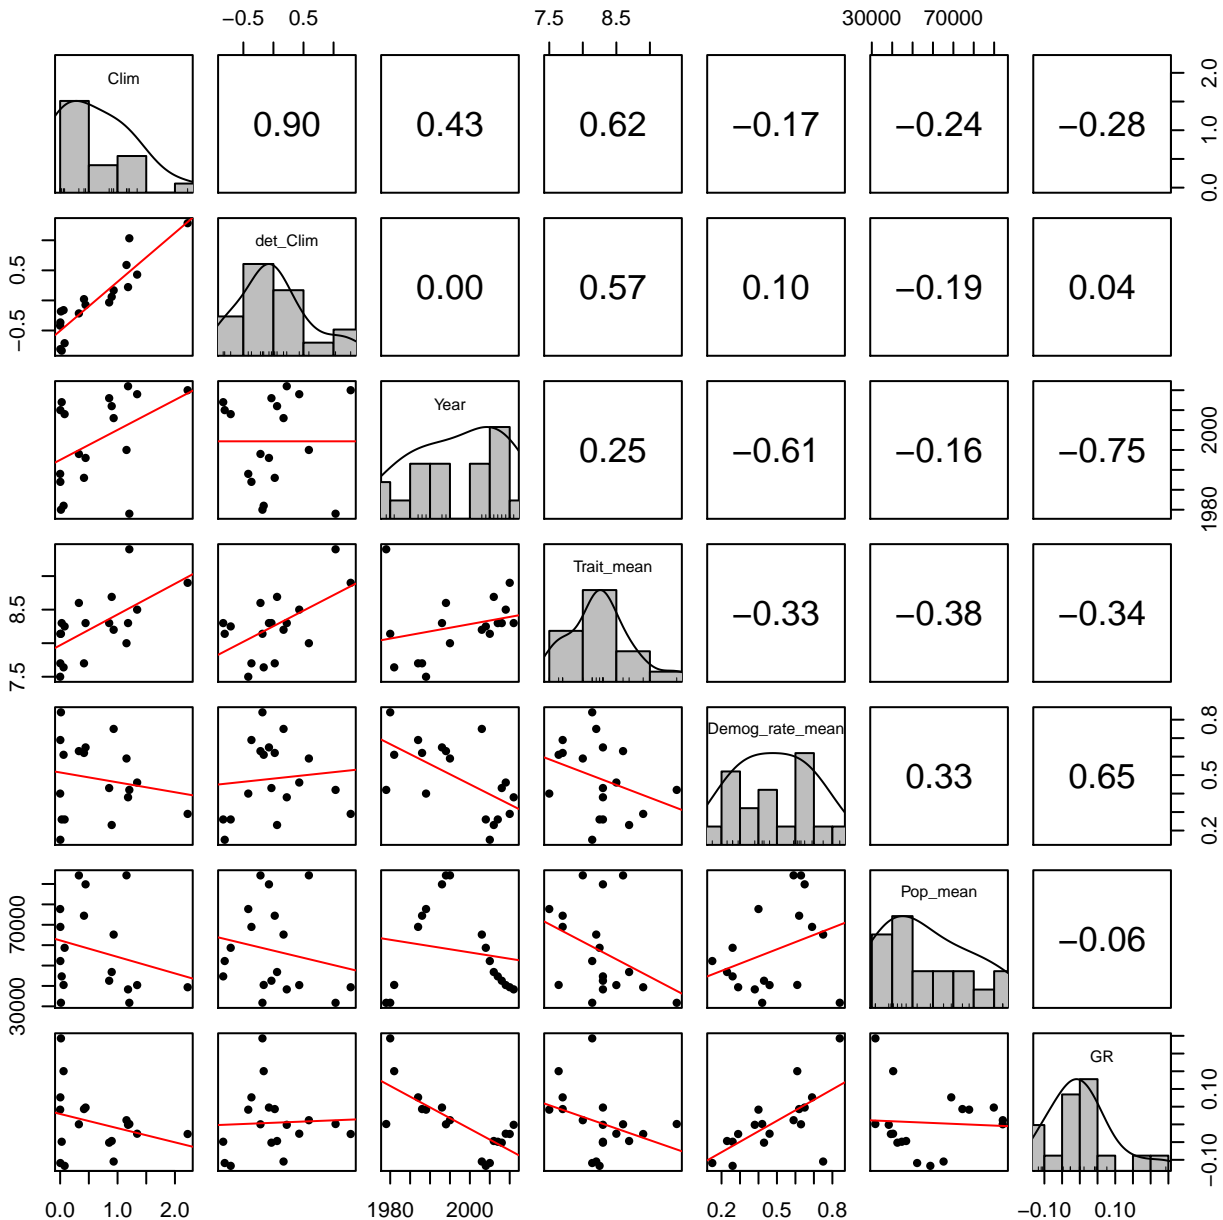 −0.5 0.5 7.5 8.5 30000 70000
Clim 0.90 0.43 0.62 −0.17 −0.24 −0.28 0.0 1.0 2.0
−0.5 0.5 det_Clim 0.00 0.57 0.10 −0.19 0.04
Year 0.25 −0.61 −0.16 −0.75 1980 2000
7.5 8.5 Trait_mean −0.33 −0.38 −0.34
Demog_rate_mean 0.33 0.65 0.2 0.5 0.8
30000 70000 Pop_mean −0.06
GR −0.10 0.10
0.0 1.0 2.0 1980 2000 0.2 0.5 0.8 −0.10 0.10